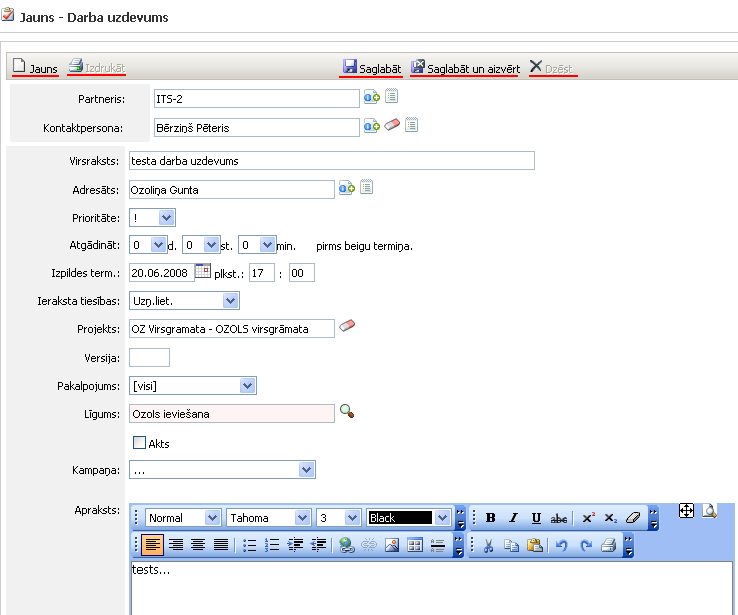 Jauns - Darba uzdevums
Jauns Izdrukāt Saglabāt Saglabāt un aizvērt Dzēst
Partneris: ITS-2
Kontaktpersona: Bērziņš Pēteris
Virsraksts: testa darba uzdevums
Adresāts: Ozoliņa Gunta
Prioritāte: !
Atgādināt: 0 d. 0 st. 0 min. pirms beigu termiņa.
Izpildes term.: 20.06.2008 plkst.: 17 : 00
Ieraksta tiesības: Uzņ.liet.
Projekts: OZ Virsgramata - OZOLS virsgrāmata
Versija:
Pakalpojums: [visi]
Līgums: Ozols ieviešana
Akts
Kampaņa: ...
Apraksts: Normal Tahoma 3 Black B I U abc x² x₂
tests...